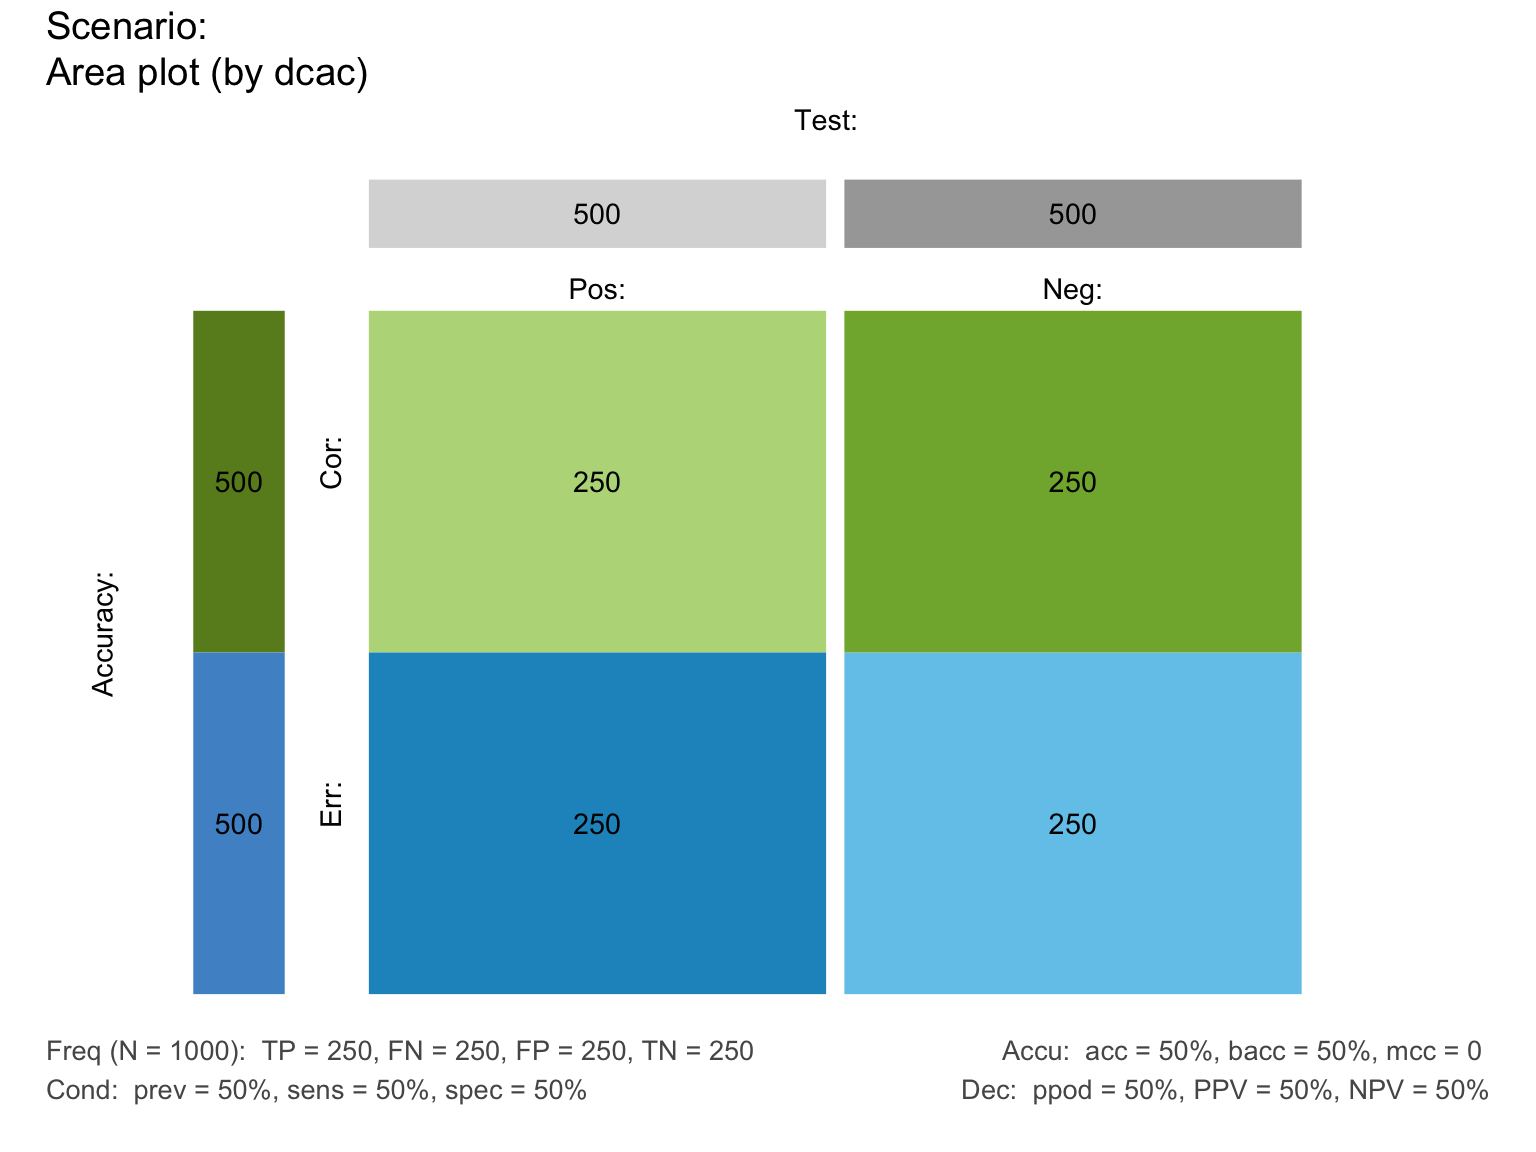 Scenario:
Area plot (by dcac)
Test:
500 500
Pos: Neg:
Accuracy:
500 Cor: 250 250
500 Err: 250 250
Freq (N = 1000):  TP = 250, FN = 250, FP = 250, TN = 250
Accu:  acc = 50%, bacc = 50%, mcc = 0
Cond:  prev = 50%, sens = 50%, spec = 50%
Dec:  ppod = 50%, PPV = 50%, NPV = 50%